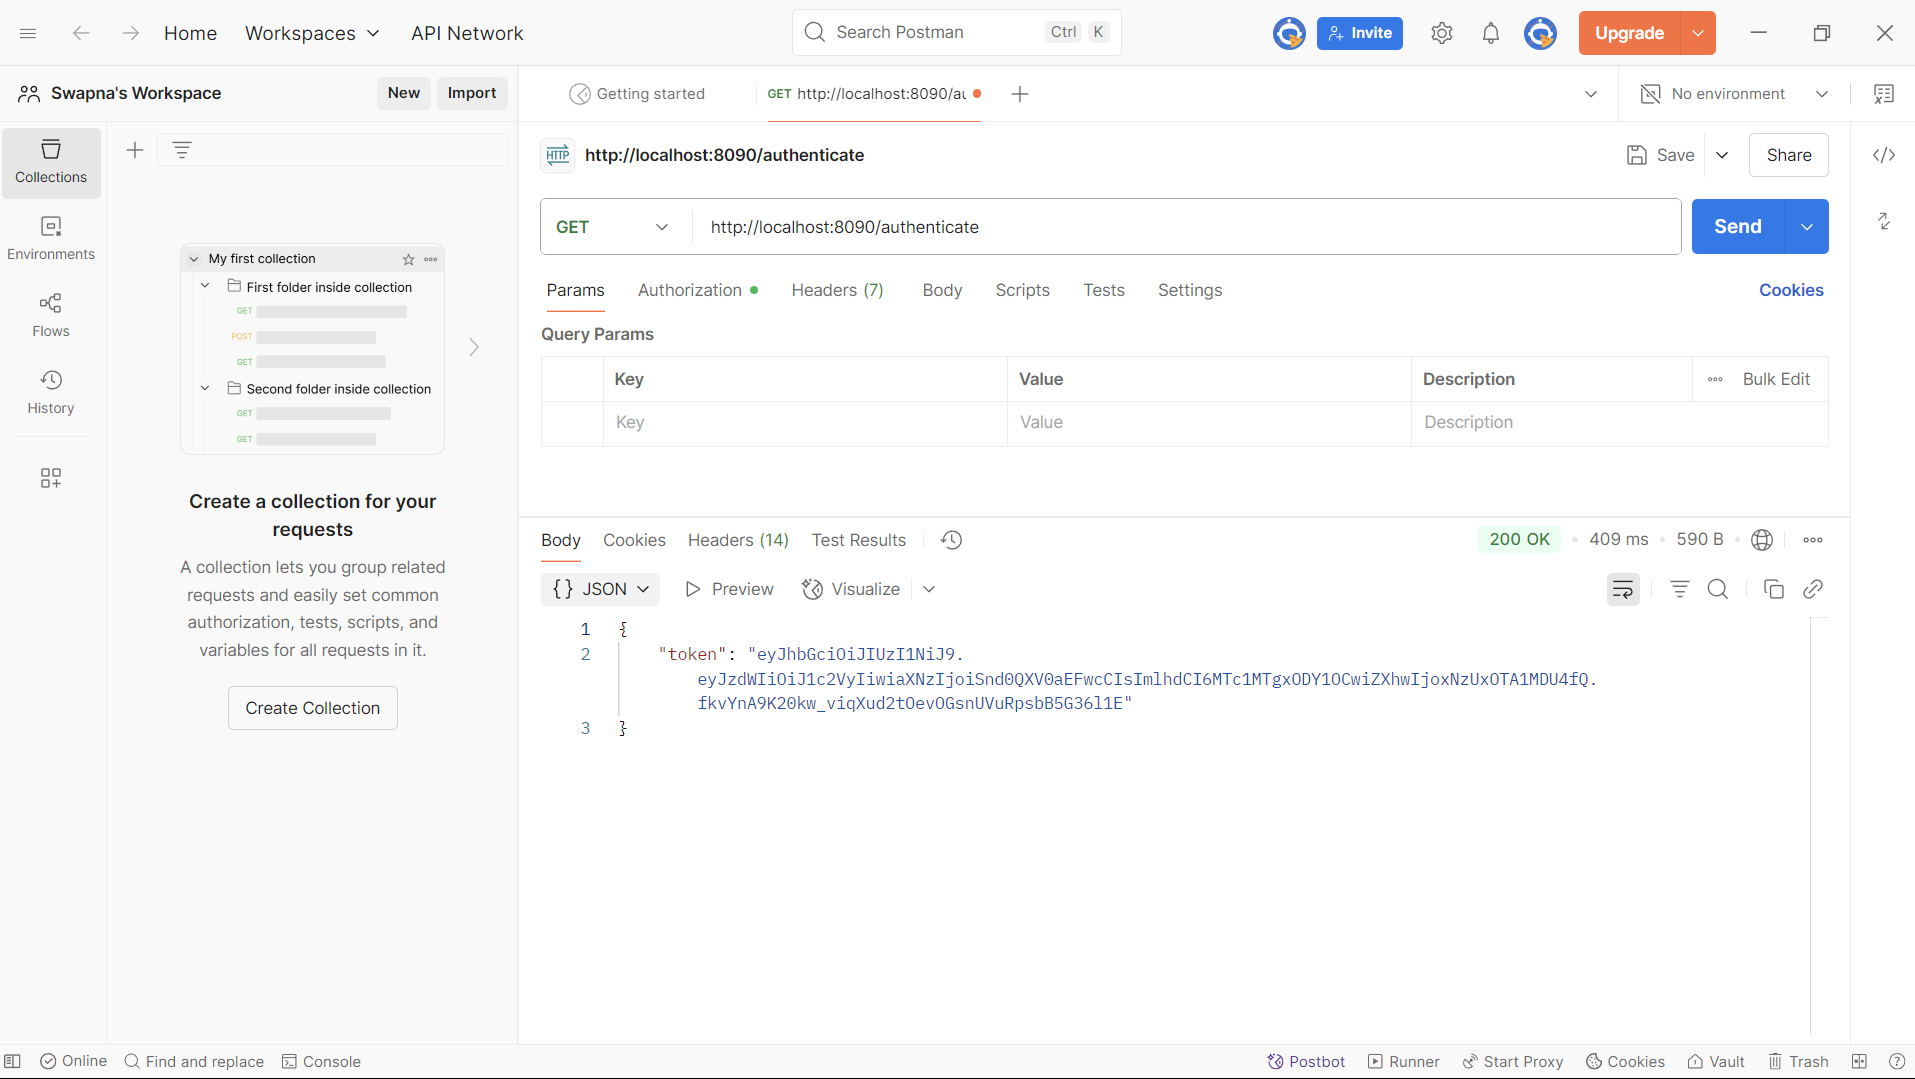 Home Workspaces API Network Search Postman Ctrl K Invite Upgrade
Swapna's Workspace New Import
Getting started GET http://localhost:8090/au No environment
Collections
Environments
Flows
History
My first collection
First folder inside collection
GET
POST
GET
Second folder inside collection
GET
GET
Create a collection for your
requests
A collection lets you group related
requests and easily set common
authorization, tests, scripts, and
variables for all requests in it.
Create Collection
HTTP http://localhost:8090/authenticate Save Share
GET http://localhost:8090/authenticate Send
Params Authorization Headers (7) Body Scripts Tests Settings Cookies
Query Params
Key Value Description Bulk Edit
Key Value Description
Body Cookies Headers (14) Test Results 200 OK 409 ms 590 B
{} JSON Preview Visualize
1 {
2 "token": "eyJhbGciOiJIUzI1NiJ9.
eyJzdWIiOiJ1c2VyIiwiaXNzIjoiSnd0QXV0aEFwcCIsImlhdCI6MTc1MTgxODY1OCwiZXhwIjoxNzUxOTA1MDU4fQ.
fkvYnA9K20kw_viqXud2tOevOGsnUVuRpsbB5G36l1E"
3 }
Online Find and replace Console Postbot Runner Start Proxy Cookies Vault Trash